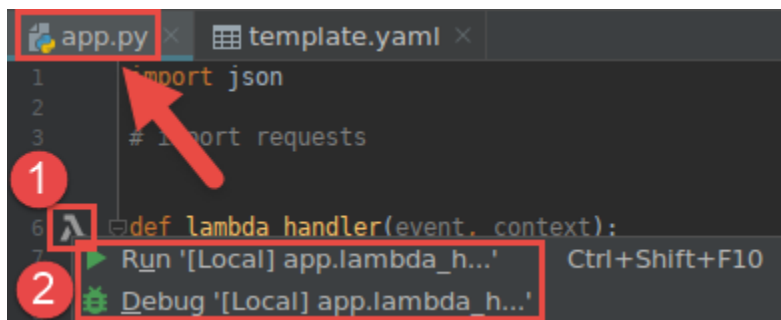 app.py × template.yaml ×
1 import json
2
3 # import requests
1
6 λ def lambda_handler(event, context):
7 Run '[Local] app.lambda_h...' Ctrl+Shift+F10
2 Debug '[Local] app.lambda_h...'